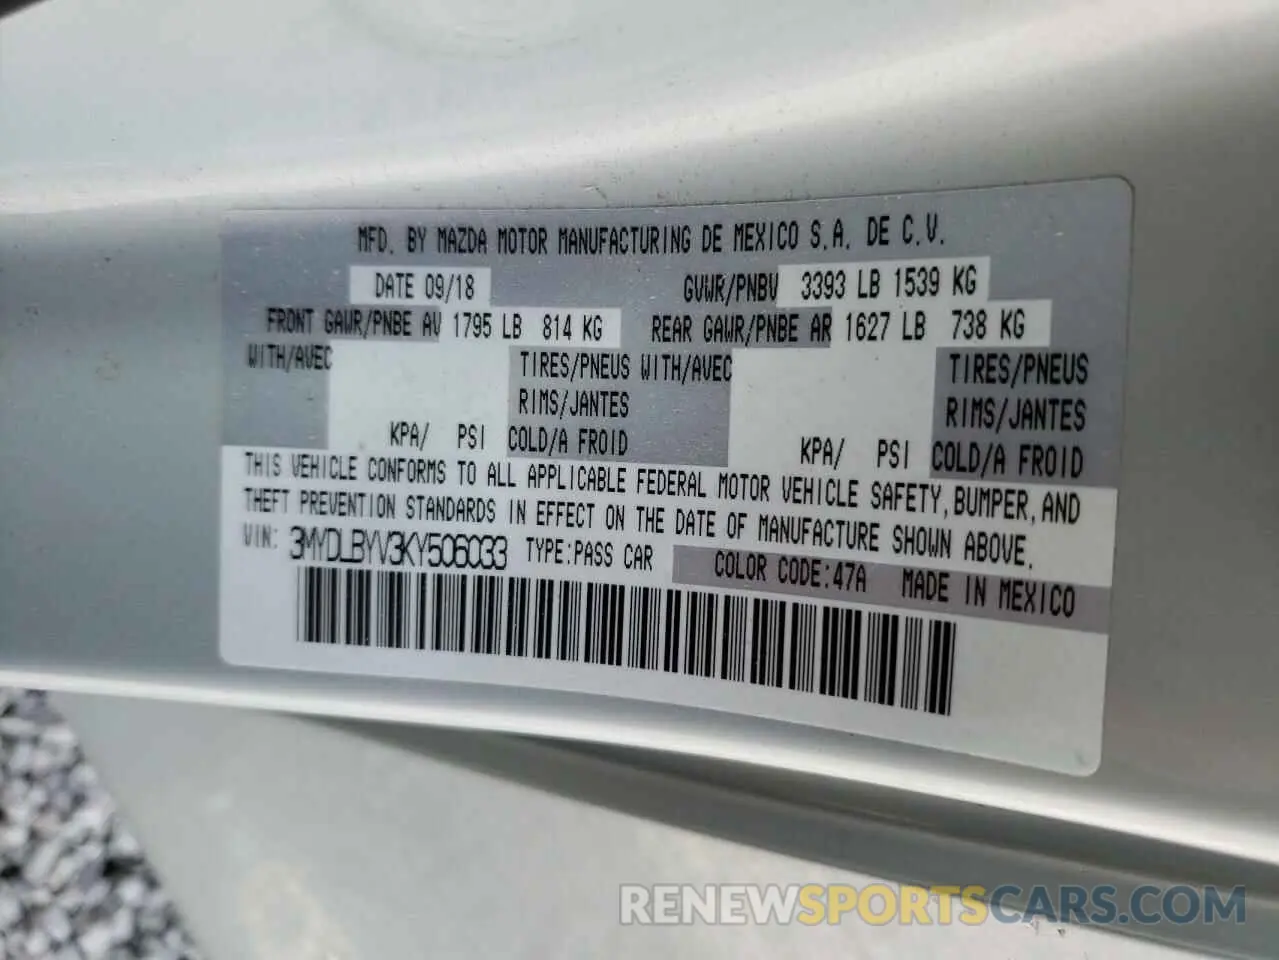 MFD. BY MAZDA MOTOR MANUFACTURING DE MEXICO S.A. DE C.V.
DATE 09/18 GVWR/PNBV 3393 LB 1539 KG
FRONT GAWR/PNBE AV 1795 LB 814 KG REAR GAWR/PNBE AR 1627 LB 738 KG
WITH/AVEC TIRES/PNEUS WITH/AVEC TIRES/PNEUS
RIMS/JANTES RIMS/JANTES
KPA/ PSI COLD/A FROID KPA/ PSI COLD/A FROID
THIS VEHICLE CONFORMS TO ALL APPLICABLE FEDERAL MOTOR VEHICLE SAFETY, BUMPER, AND
THEFT PREVENTION STANDARDS IN EFFECT ON THE DATE OF MANUFACTURE SHOWN ABOVE.
VIN: 3MYDLBYV3KY506033 TYPE:PASS CAR COLOR CODE:47A MADE IN MEXICO
RENEWSPORTSCARS.COM